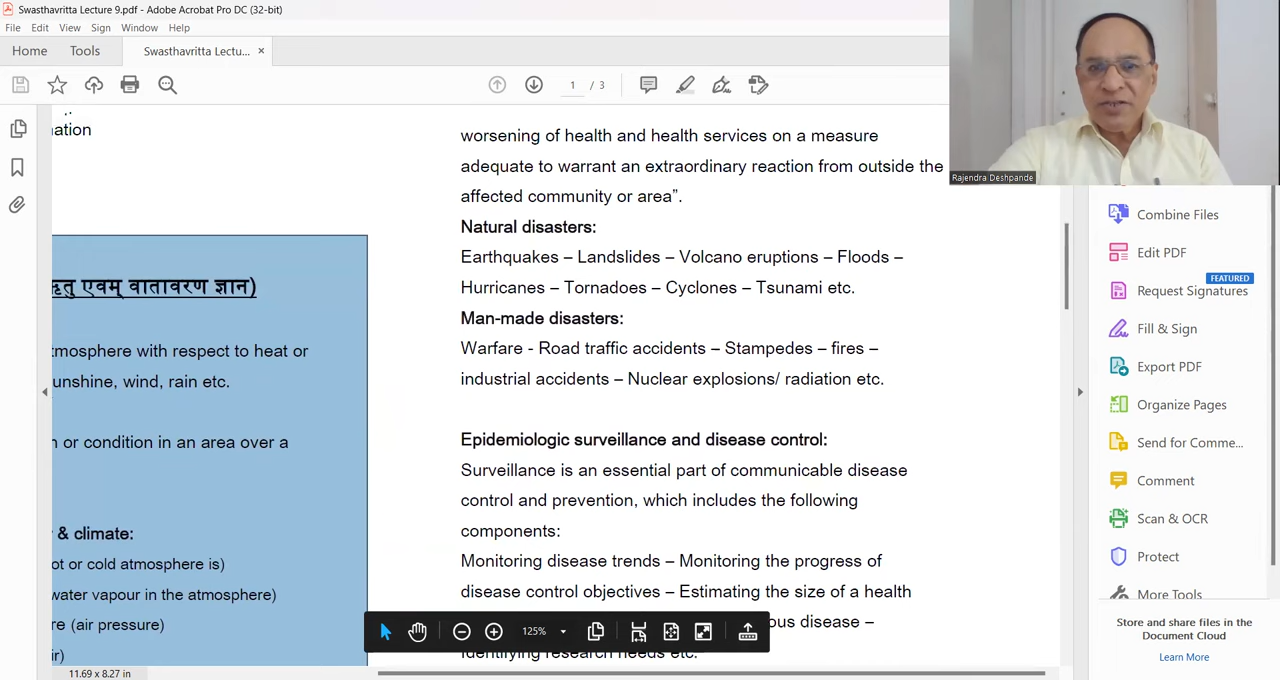 Swasthavritta Lecture 9.pdf - Adobe Acrobat Pro DC (32-bit)
File Edit View Sign Window Help
Home Tools Swasthavritta Lectu... ×
1 / 3
ation
worsening of health and health services on a measure
adequate to warrant an extraordinary reaction from outside the
affected community or area”.
Natural disasters:
Earthquakes – Landslides – Volcano eruptions – Floods –
Hurricanes – Tornadoes – Cyclones – Tsunami etc.
Man-made disasters:
Warfare - Road traffic accidents – Stampedes – fires –
industrial accidents – Nuclear explosions/ radiation etc.
Epidemiologic surveillance and disease control:
Surveillance is an essential part of communicable disease
control and prevention, which includes the following
components:
Monitoring disease trends – Monitoring the progress of
disease control objectives – Estimating the size of a health
ous disease –
Identifying research needs etc.
ऋतु एवम् वातावरण ज्ञान)
tmosphere with respect to heat or
unshine, wind, rain etc.
n or condition in an area over a
& climate:
ot or cold atmosphere is)
water vapour in the atmosphere)
re (air pressure)
ir)
125%
11.69 x 8.27 in
Rajendra Deshpande
Combine Files
Edit PDF
FEATURED
Request Signatures
Fill & Sign
Export PDF
Organize Pages
Send for Comme...
Comment
Scan & OCR
Protect
More Tools
Store and share files in the
Document Cloud
Learn More